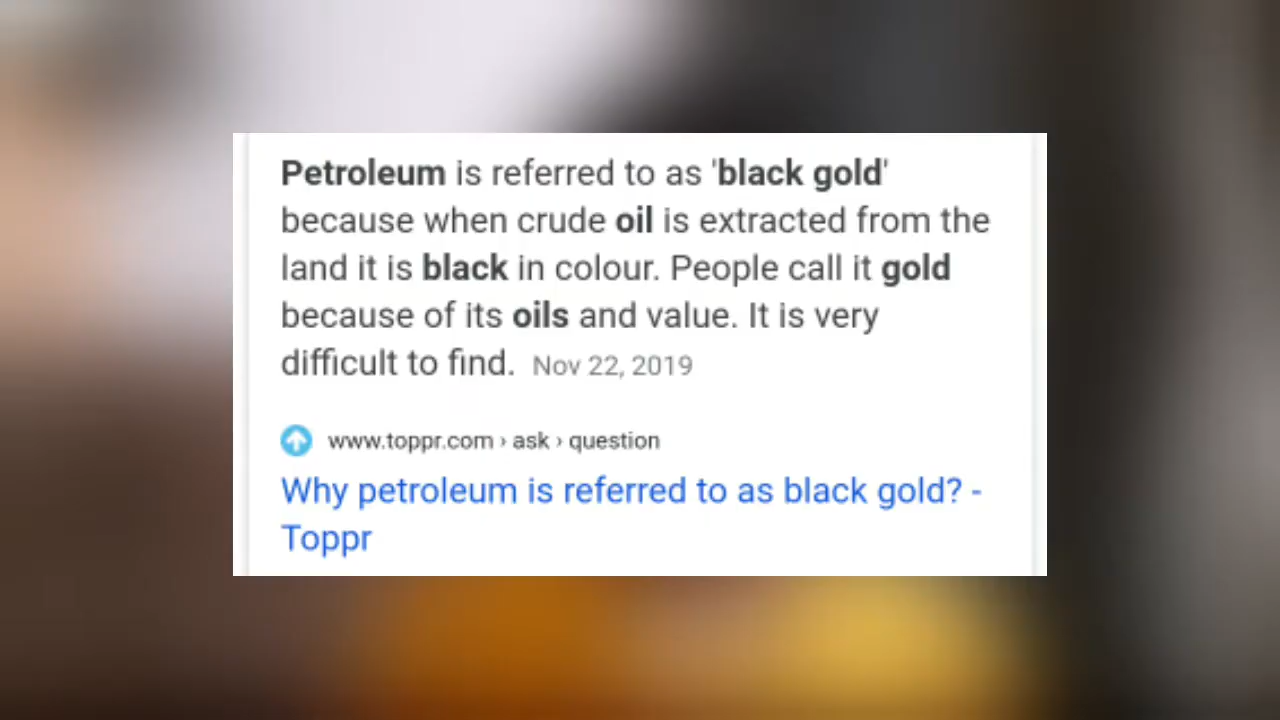 Petroleum is referred to as 'black gold'
because when crude oil is extracted from the
land it is black in colour. People call it gold
because of its oils and value. It is very
difficult to find. Nov 22, 2019
www.toppr.com › ask › question
Why petroleum is referred to as black gold? -
Toppr